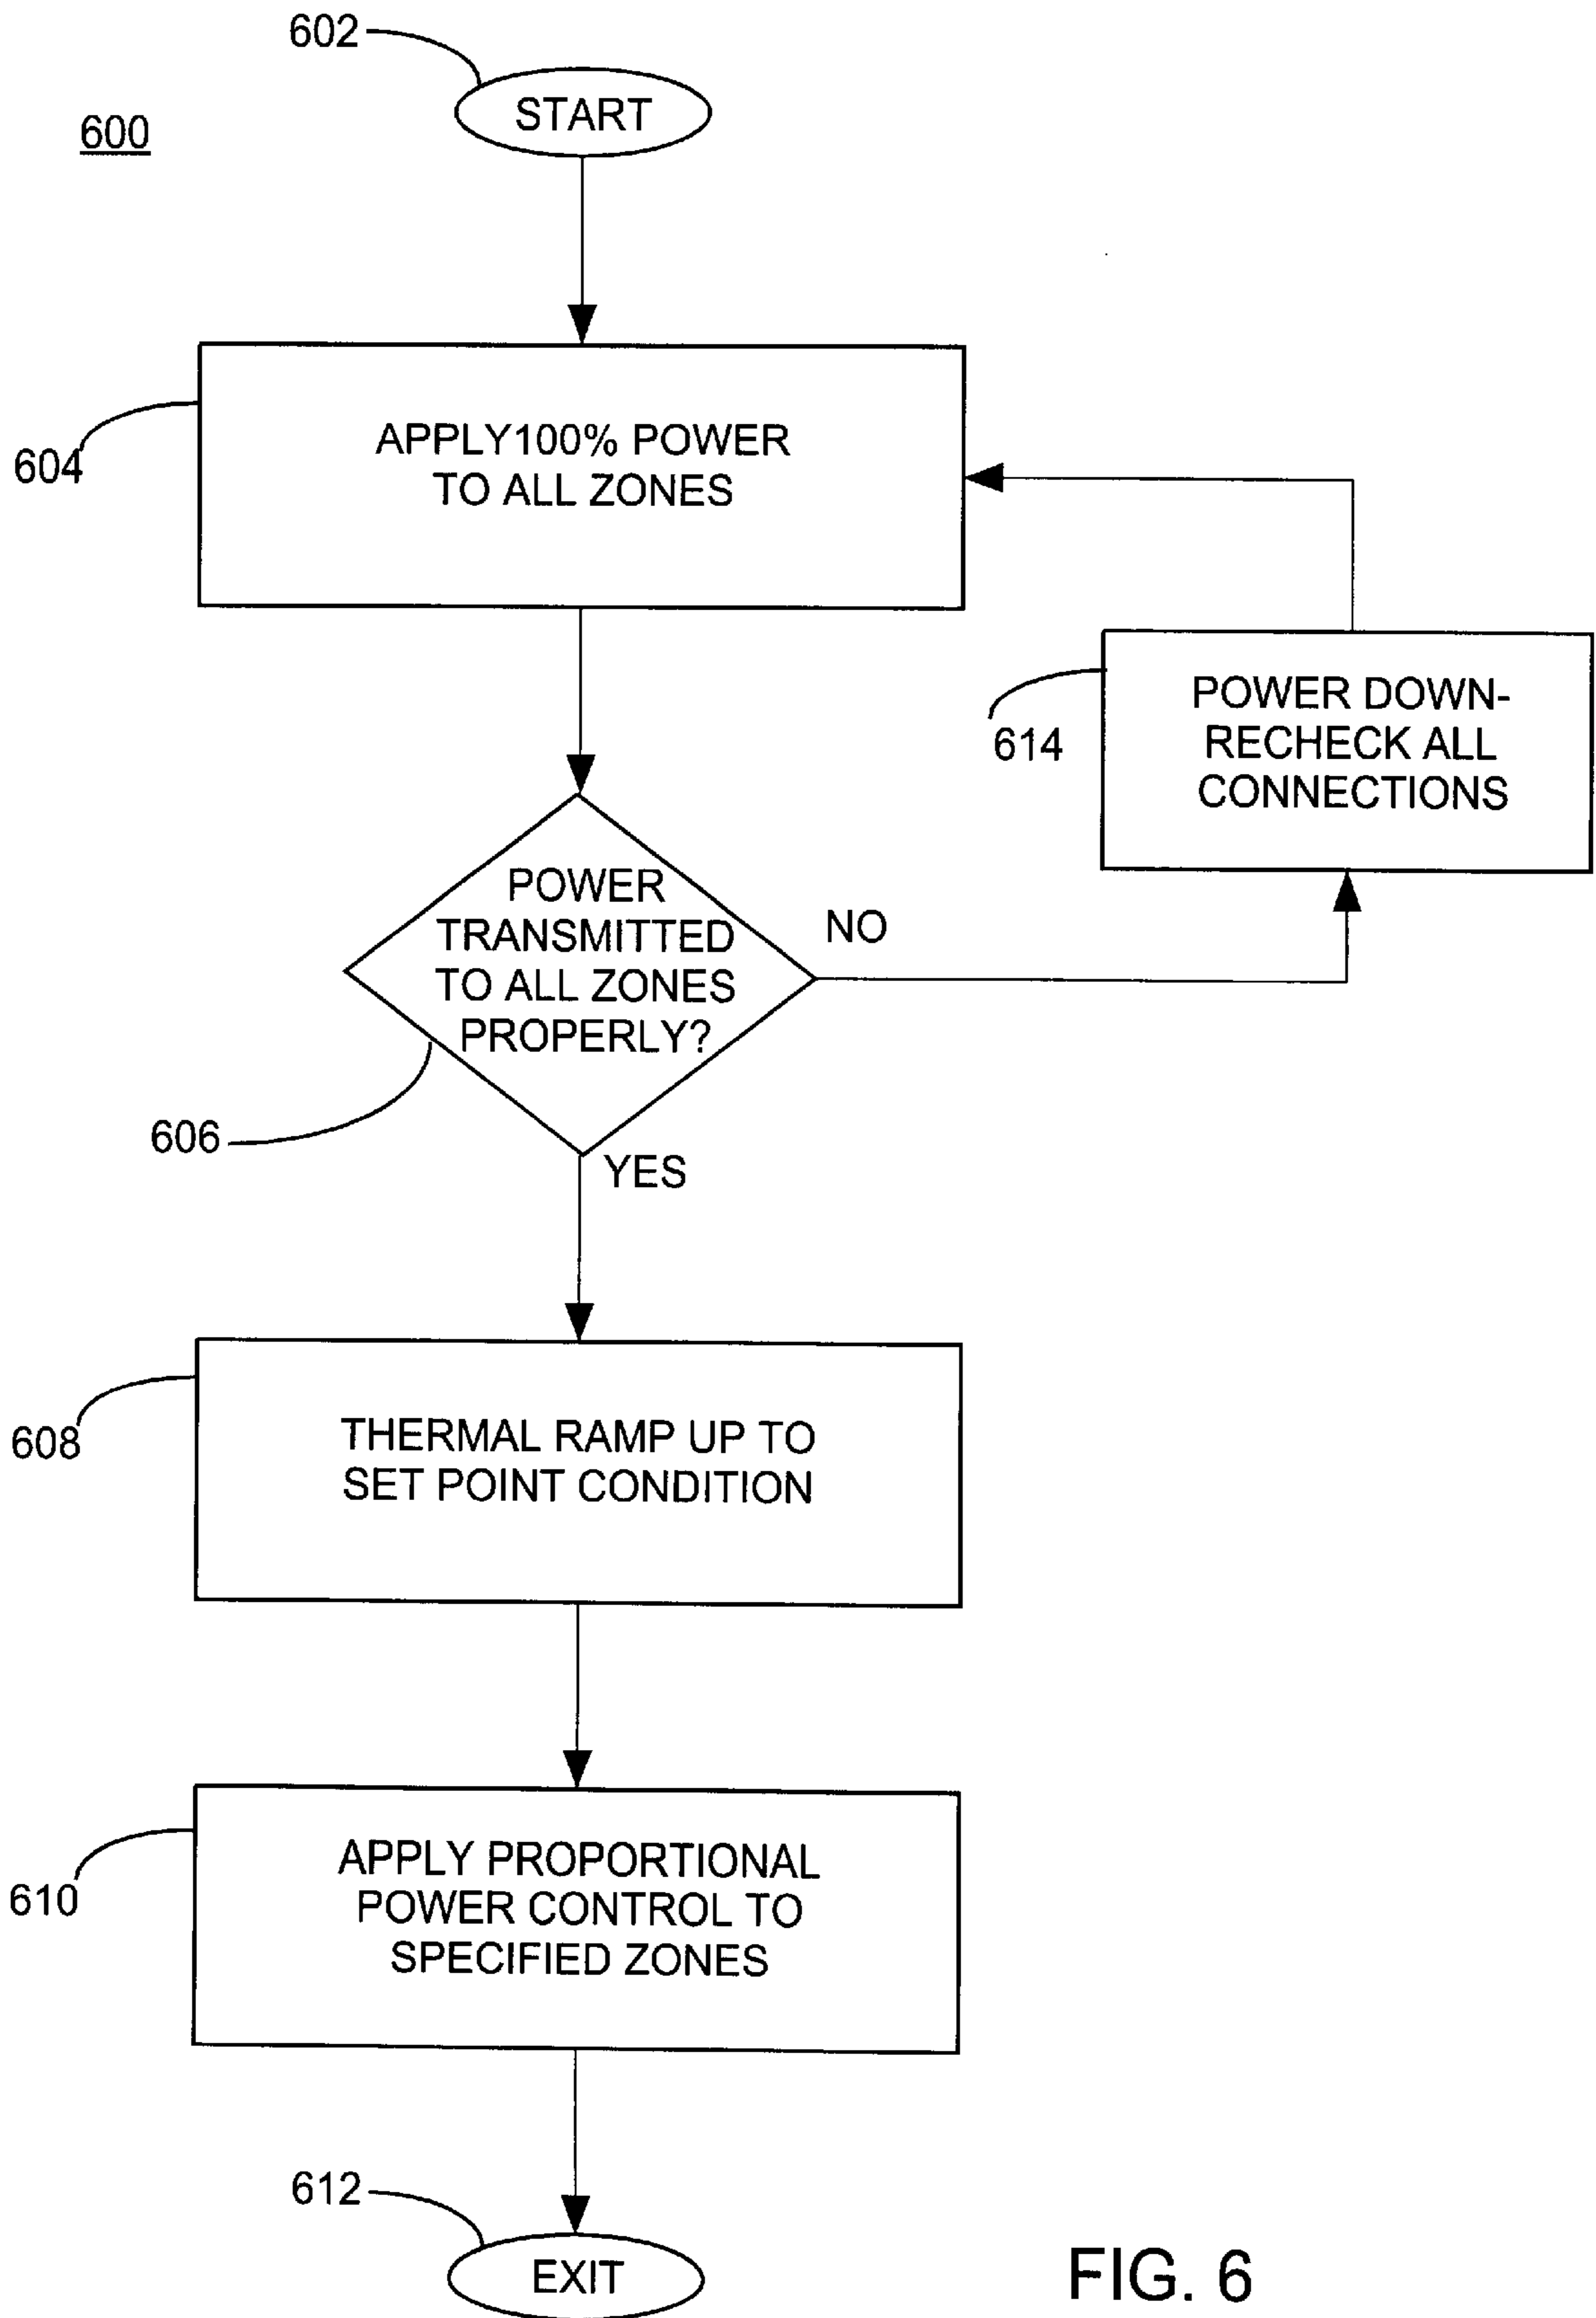 602
START
600
APPLY100% POWER
TO ALL ZONES
604
POWER DOWN-
RECHECK ALL
CONNECTIONS
614
POWER
TRANSMITTED
TO ALL ZONES
PROPERLY?
NO
606
YES
THERMAL RAMP UP TO
SET POINT CONDITION
608
APPLY PROPORTIONAL
POWER CONTROL TO
SPECIFIED ZONES
610
612
EXIT
FIG. 6